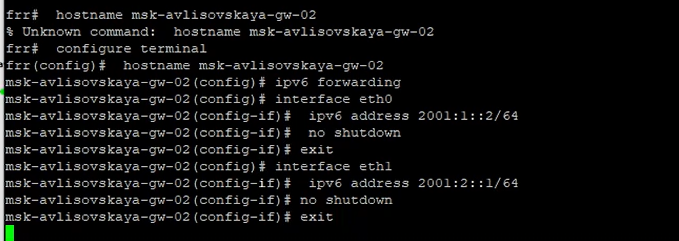 frr#  hostname msk-avlisovskaya-gw-02
% Unknown command:  hostname msk-avlisovskaya-gw-02
frr#  configure terminal
frr(config)#  hostname msk-avlisovskaya-gw-02
msk-avlisovskaya-gw-02(config)# ipv6 forwarding
msk-avlisovskaya-gw-02(config)# interface eth0
msk-avlisovskaya-gw-02(config-if)#  ipv6 address 2001:1::2/64
msk-avlisovskaya-gw-02(config-if)#  no shutdown
msk-avlisovskaya-gw-02(config-if)# exit
msk-avlisovskaya-gw-02(config)# interface eth1
msk-avlisovskaya-gw-02(config-if)#  ipv6 address 2001:2::1/64
msk-avlisovskaya-gw-02(config-if)# no shutdown
msk-avlisovskaya-gw-02(config-if)# exit